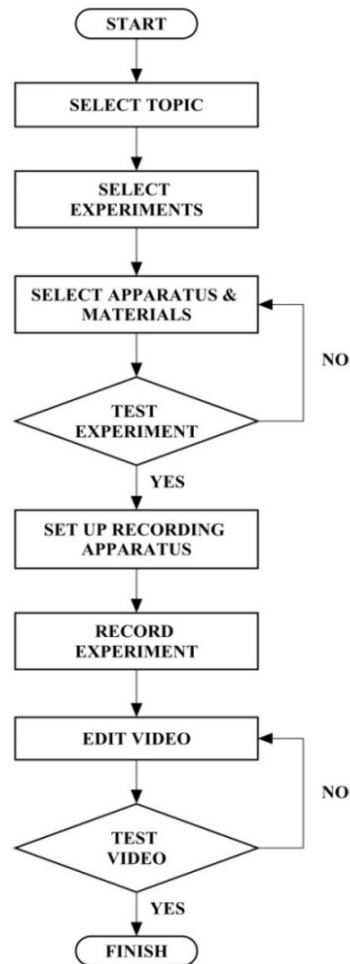 START
SELECT TOPIC
SELECT
EXPERIMENTS
SELECT APPARATUS &
MATERIALS
NO
TEST
EXPERIMENT
YES
SET UP RECORDING
APPARATUS
RECORD
EXPERIMENT
EDIT VIDEO
NO
TEST
VIDEO
YES
FINISH